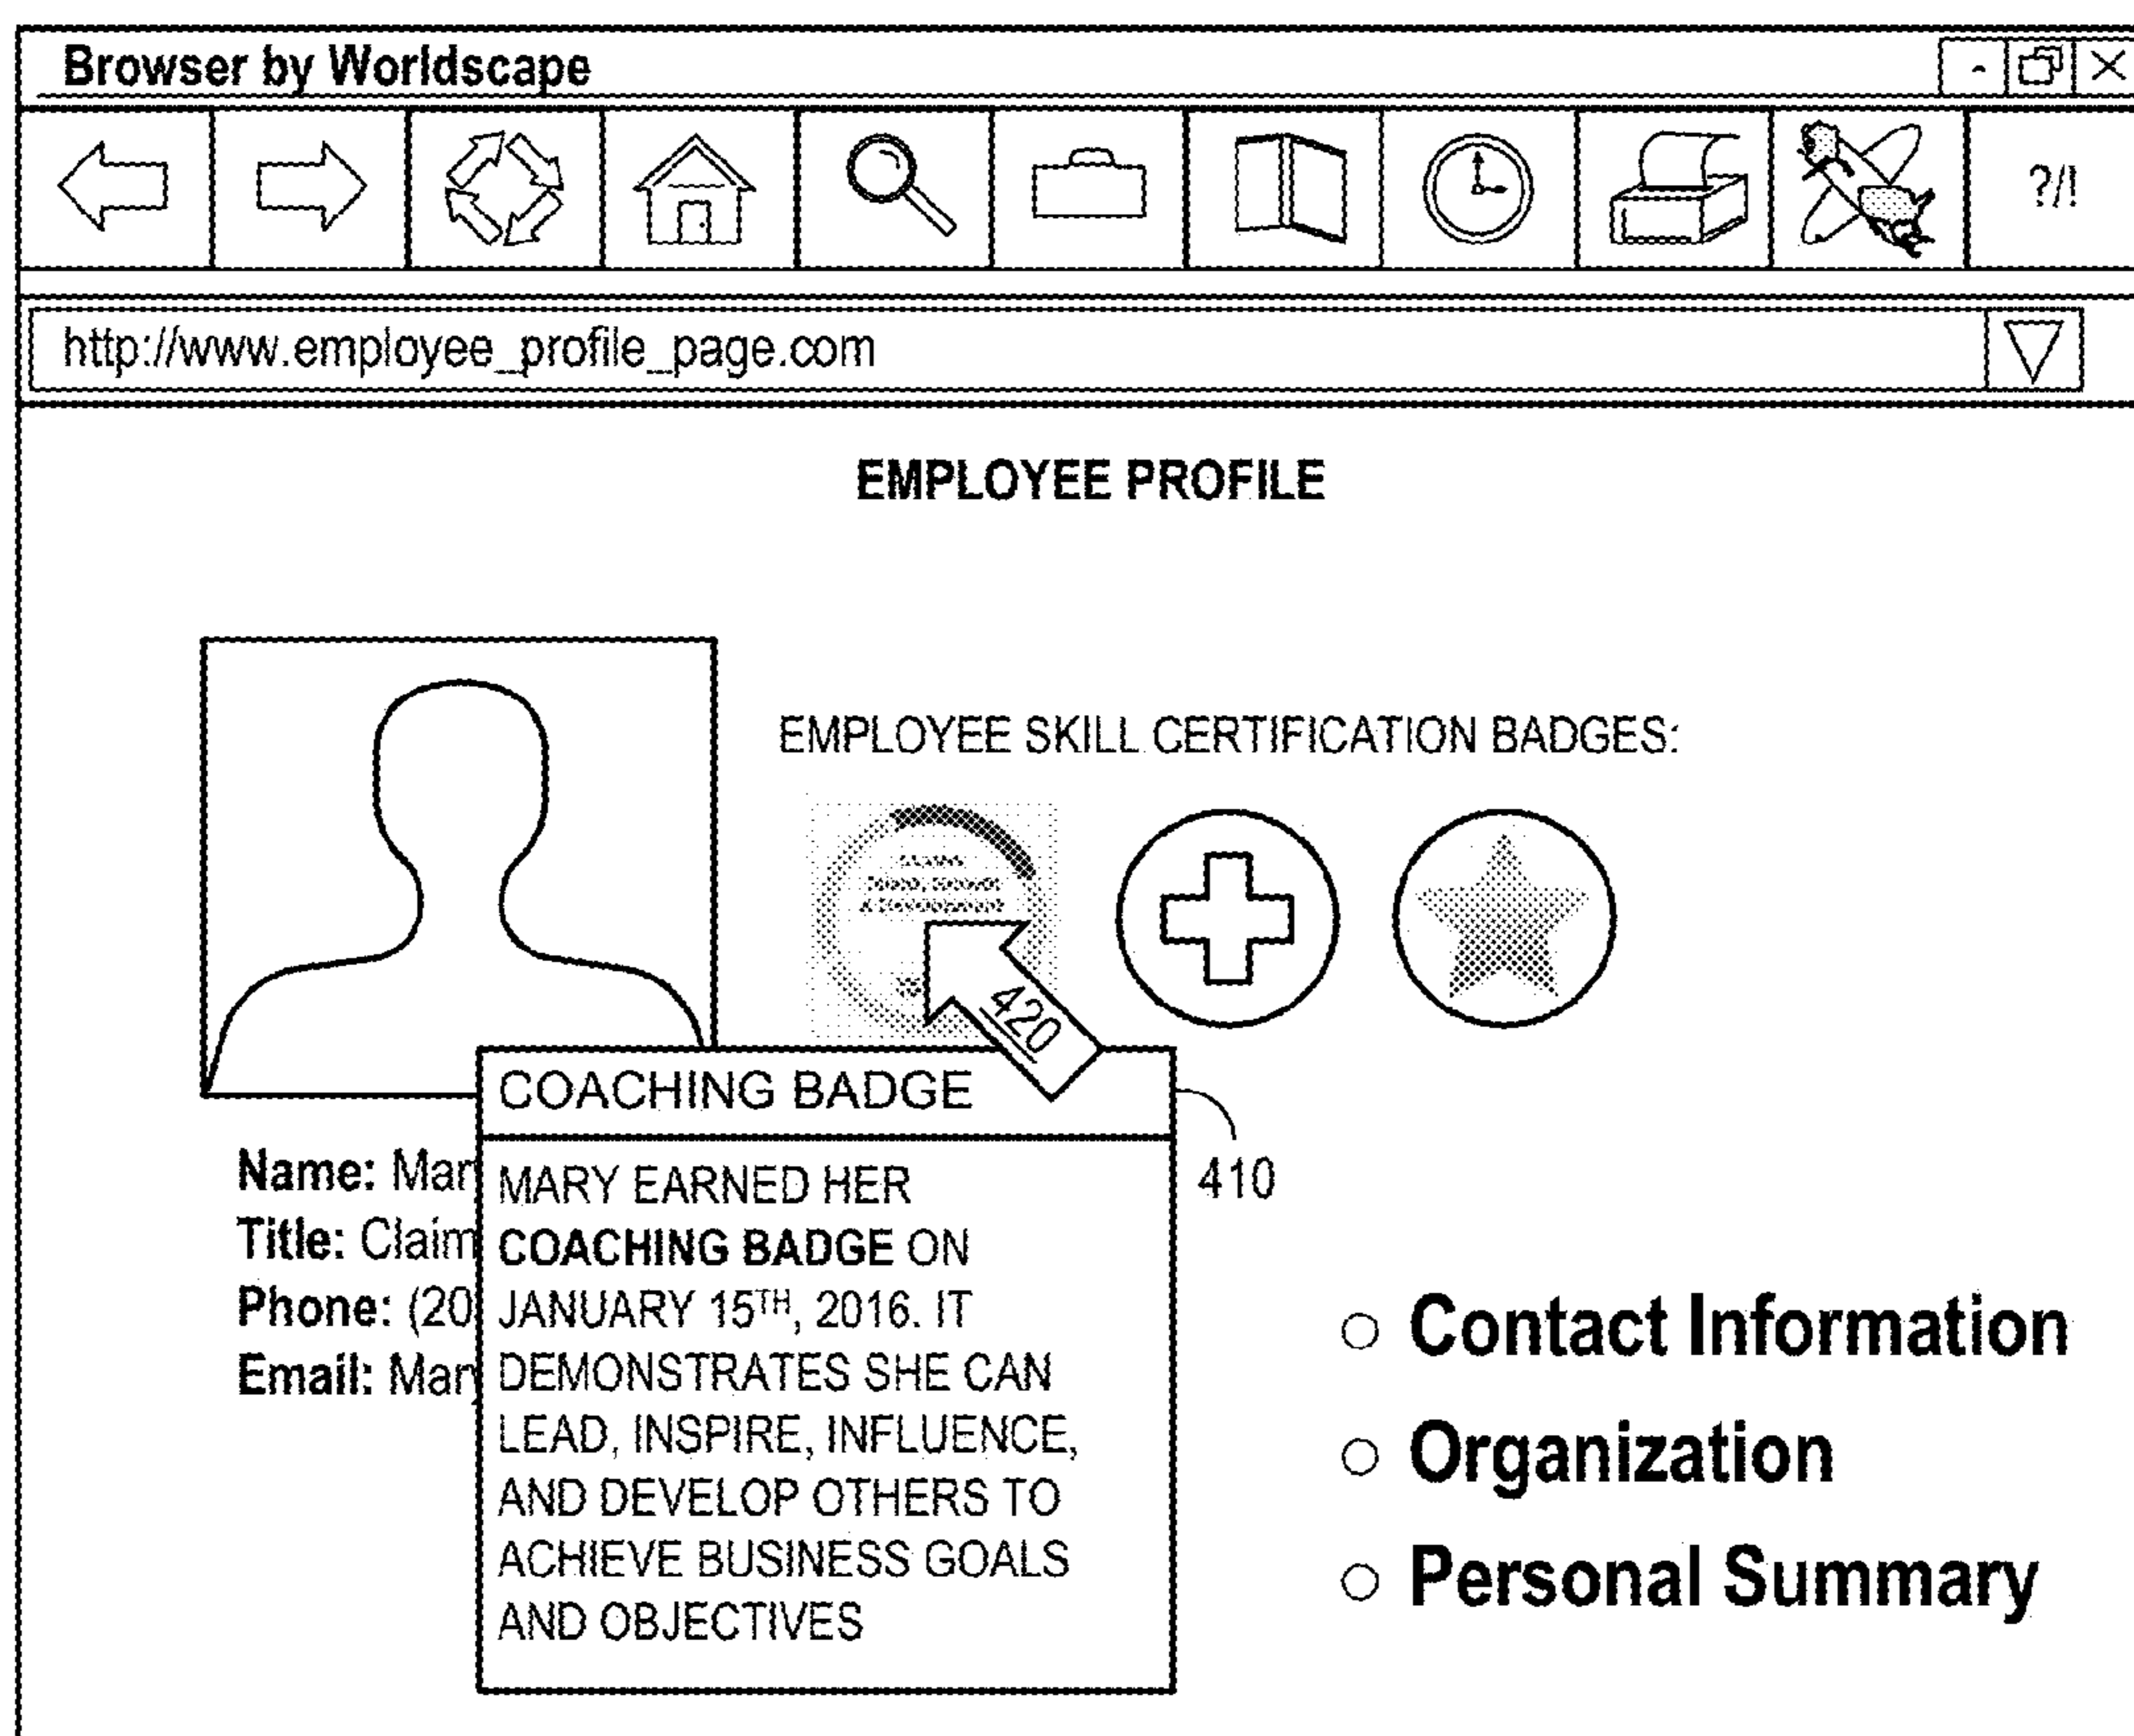 Browser by Worldscape
?/!
http://www.employee_profile_page.com
EMPLOYEE PROFILE
EMPLOYEE SKILL CERTIFICATION BADGES:
420
COACHING BADGE
410
Name: Mar
Title: Claim
Phone: (20
Email: Mary
MARY EARNED HER
COACHING BADGE ON
JANUARY 15TH, 2016. IT
DEMONSTRATES SHE CAN
LEAD, INSPIRE, INFLUENCE,
AND DEVELOP OTHERS TO
ACHIEVE BUSINESS GOALS
AND OBJECTIVES
Contact Information
Organization
Personal Summary